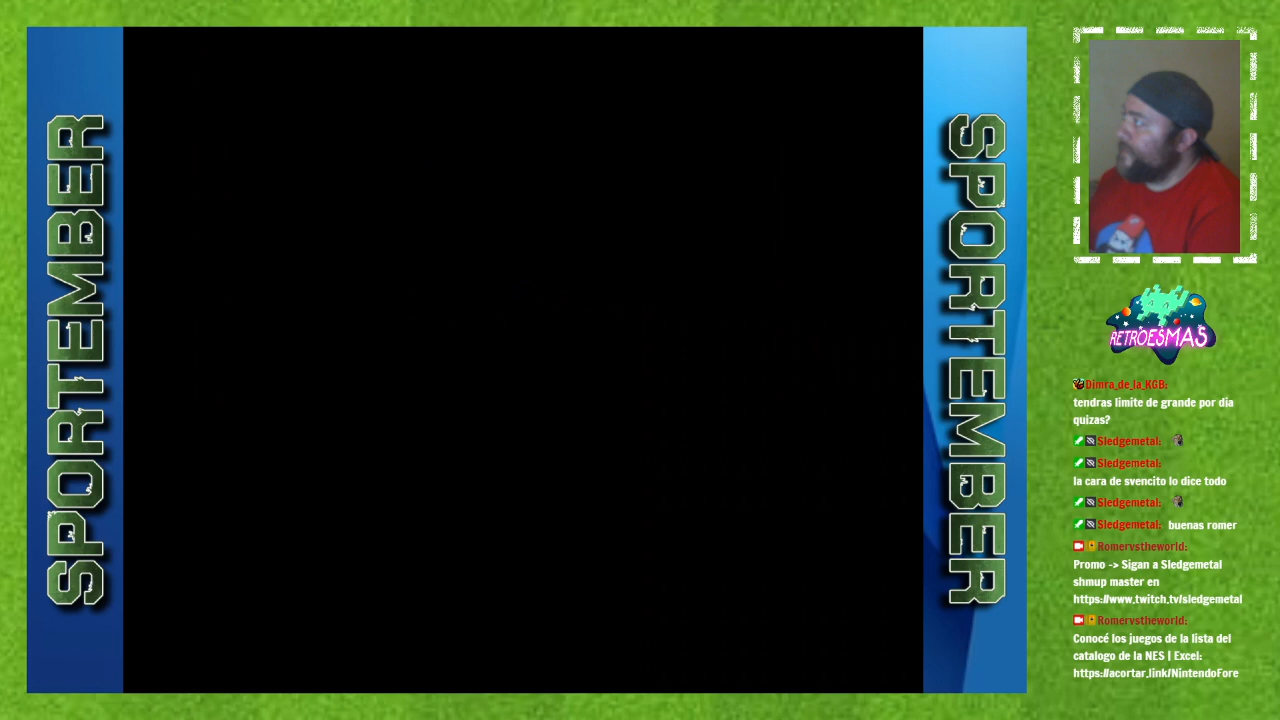 SPORTEMBER
SPORTEMBER
RETROESMAS
Dimra_de_la_KGB:
tendras limite de grande por dia
quizas?
Sledgemetal:
Sledgemetal:
la cara de svencito lo dice todo
Sledgemetal:
Sledgemetal: buenas romer
Romervstheworld:
Promo -> Sigan a Sledgemetal
shmup master en
https://www.twitch.tv/sledgemetal
Romervstheworld:
Conocé los juegos de la lista del
catalogo de la NES | Excel:
https://acortar.link/NintendoFore